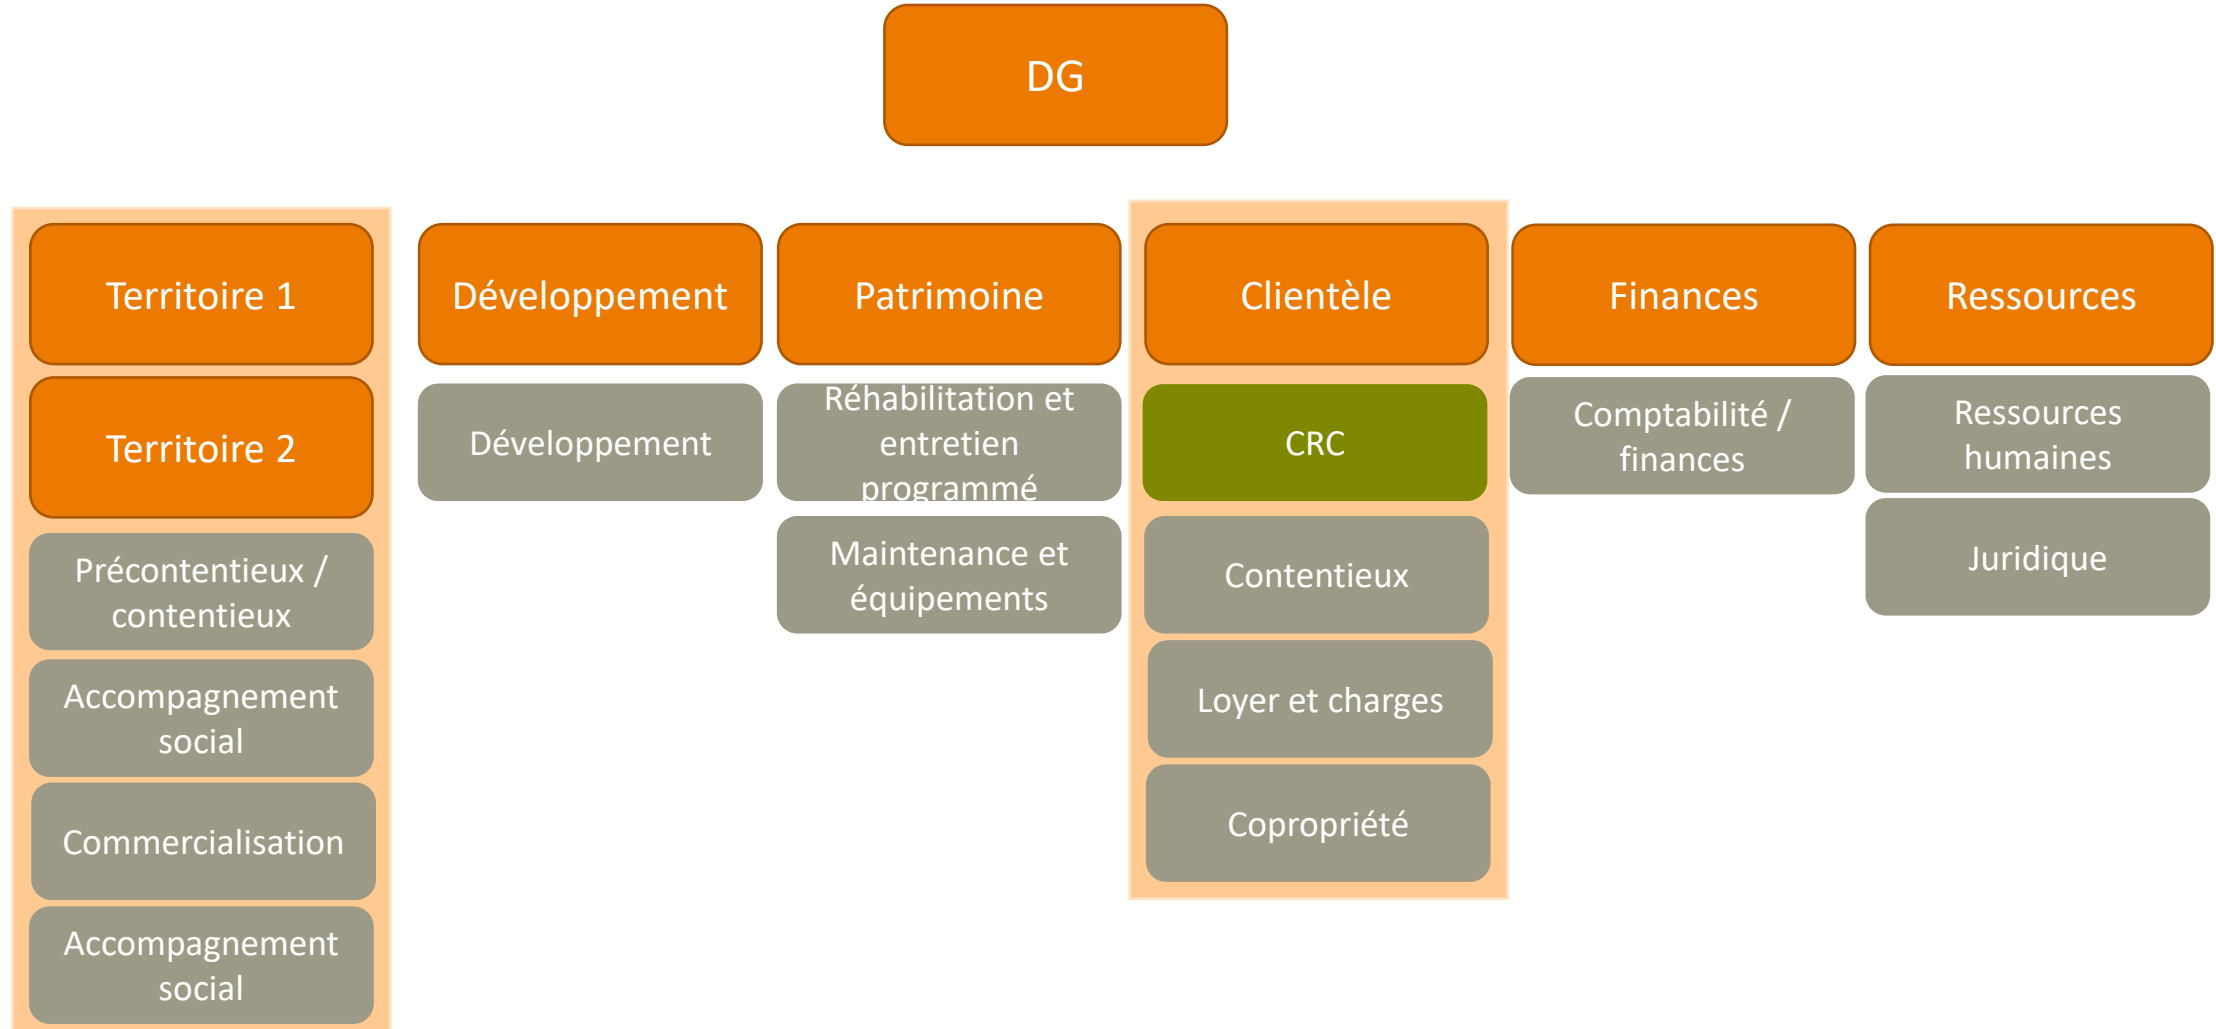 DG
Territoire 1
Territoire 2
Précontentieux /
contentieux
Accompagnement
social
Commercialisation
Accompagnement
social
Développement
Développement
Patrimoine
Réhabilitation et
entretien
programmé
Maintenance et
équipements
Clientèle
CRC
Contentieux
Loyer et charges
Copropriété
Finances
Comptabilité /
finances
Ressources
Ressources
humaines
Juridique